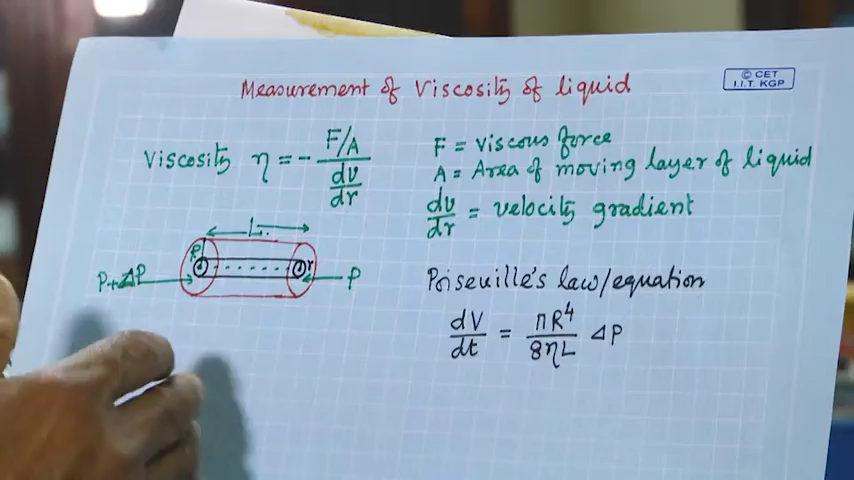 Measurement of Viscosity of liquid
© CET
I.I.T. KGP
Viscosity η = - F/A / dv/dr
F = Viscous force
A = Area of moving layer of liquid
dv/dr = velocity gradient
L
R
r
P+ΔP
P
Poiseuille's law/equation
dV/dt = πR⁴/8ηL ΔP